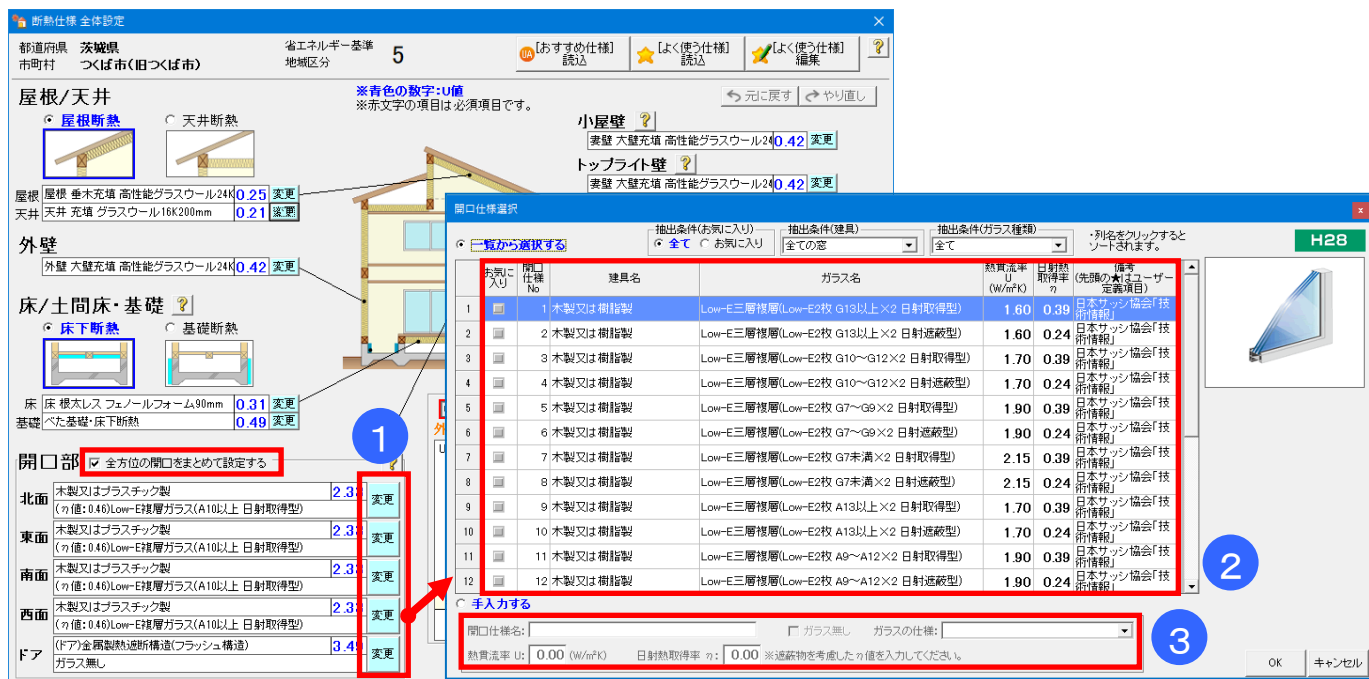 断熱仕様 全体設定
都道府県 茨城県
市町村 つくば市(旧つくば市)
省エネルギー基準
地域区分 5
[おすすめ仕様]
読込
[よく使う仕様]
読込
[よく使う仕様]
編集
屋根/天井
※青色の数字:U値
※赤文字の項目は必須項目です。
元に戻す やり直し
屋根断熱 天井断熱
小屋壁
妻壁 大壁充填 高性能グラスウール24 0.42 変更
トップライト壁
妻壁 大壁充填 高性能グラスウール24 0.42 変更
屋根 屋根 垂木充填 高性能グラスウール24K 0.25 変更
天井 天井 充填 グラスウール16K200mm 0.21 変更
外壁
外壁 大壁充填 高性能グラスウール24K 0.42 変更
床/土間床・基礎
床下断熱 基礎断熱
床 床 根太レス フェノールフォーム90mm 0.31 変更
基礎 べた基礎・床下断熱 0.49 変更
1
開口部 全方位の開口をまとめて設定する
北面 木製又はプラスチック製 2.33 変更
(η値:0.46)Low-E複層ガラス(A10以上 日射取得型)
東面 木製又はプラスチック製 2.33 変更
(η値:0.46)Low-E複層ガラス(A10以上 日射取得型)
南面 木製又はプラスチック製 2.33 変更
(η値:0.46)Low-E複層ガラス(A10以上 日射取得型)
西面 木製又はプラスチック製 2.33 変更
(η値:0.46)Low-E複層ガラス(A10以上 日射取得型)
ドア (ドア)金属製熱遮断構造(フラッシュ構造) 3.49 変更
ガラス無し
開口仕様選択
一覧から選択する
抽出条件(お気に入り)
全て お気に入り
抽出条件(建具)
全ての窓
抽出条件(ガラス種類)
全て
・列名をクリックすると
ソートされます。
H28
お気に入り 開口仕様No 建具名 ガラス名 熱貫流率U(W/m²K) 日射熱取得率η 備考(先頭の★はユーザー定義項目)
1 1 木製又は樹脂製 Low-E三層複層(Low-E2枚 G13以上×2 日射取得型) 1.60 0.39 日本サッシ協会「技術情報」
2 2 木製又は樹脂製 Low-E三層複層(Low-E2枚 G13以上×2 日射遮蔽型) 1.60 0.24 日本サッシ協会「技術情報」
3 3 木製又は樹脂製 Low-E三層複層(Low-E2枚 G10～G12×2 日射取得型) 1.70 0.39 日本サッシ協会「技術情報」
4 4 木製又は樹脂製 Low-E三層複層(Low-E2枚 G10～G12×2 日射遮蔽型) 1.70 0.24 日本サッシ協会「技術情報」
5 5 木製又は樹脂製 Low-E三層複層(Low-E2枚 G7～G9×2 日射取得型) 1.90 0.39 日本サッシ協会「技術情報」
6 6 木製又は樹脂製 Low-E三層複層(Low-E2枚 G7～G9×2 日射遮蔽型) 1.90 0.24 日本サッシ協会「技術情報」
7 7 木製又は樹脂製 Low-E三層複層(Low-E2枚 G7未満×2 日射取得型) 2.15 0.39 日本サッシ協会「技術情報」
8 8 木製又は樹脂製 Low-E三層複層(Low-E2枚 G7未満×2 日射遮蔽型) 2.15 0.24 日本サッシ協会「技術情報」
9 9 木製又は樹脂製 Low-E三層複層(Low-E2枚 A13以上×2 日射取得型) 1.70 0.39 日本サッシ協会「技術情報」
10 10 木製又は樹脂製 Low-E三層複層(Low-E2枚 A13以上×2 日射遮蔽型) 1.70 0.24 日本サッシ協会「技術情報」
11 11 木製又は樹脂製 Low-E三層複層(Low-E2枚 A9～A12×2 日射取得型) 1.90 0.39 日本サッシ協会「技術情報」
12 12 木製又は樹脂製 Low-E三層複層(Low-E2枚 A9～A12×2 日射遮蔽型) 1.90 0.24 日本サッシ協会「技術情報」
2
手入力する
開口仕様名: ガラス無し ガラスの仕様:
熱貫流率 U: 0.00 (W/m²K) 日射熱取得率 η: 0.00 ※遮蔽物を考慮したη値を入力してください。
3
OK キャンセル